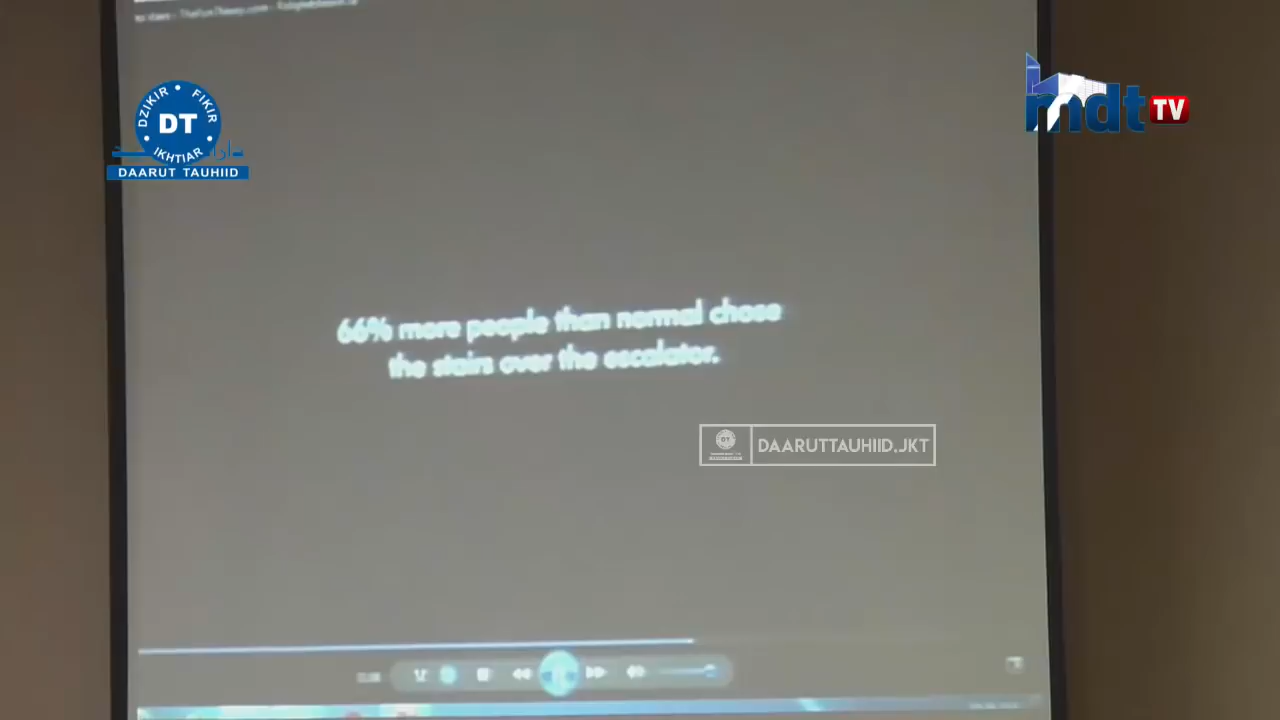 DZIKIR FIKIR
DT
IKHTIAR
DAARUT TAUHIID
mdt TV
66% more people than normal chose
the stairs over the escalator.
DT
DAARUTTAUHIID.JKT